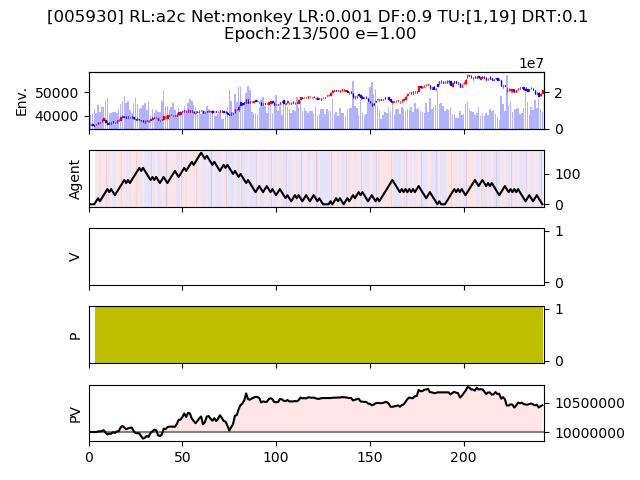 [005930] RL:a2c Net:monkey LR:0.001 DF:0.9 TU:[1,19] DRT:0.1
Epoch:213/500 e=1.00
1e7
Env.
50000
40000
2
0
Agent
100
0
V
1
0
P
1
0
PV
10500000
10000000
0 50 100 150 200